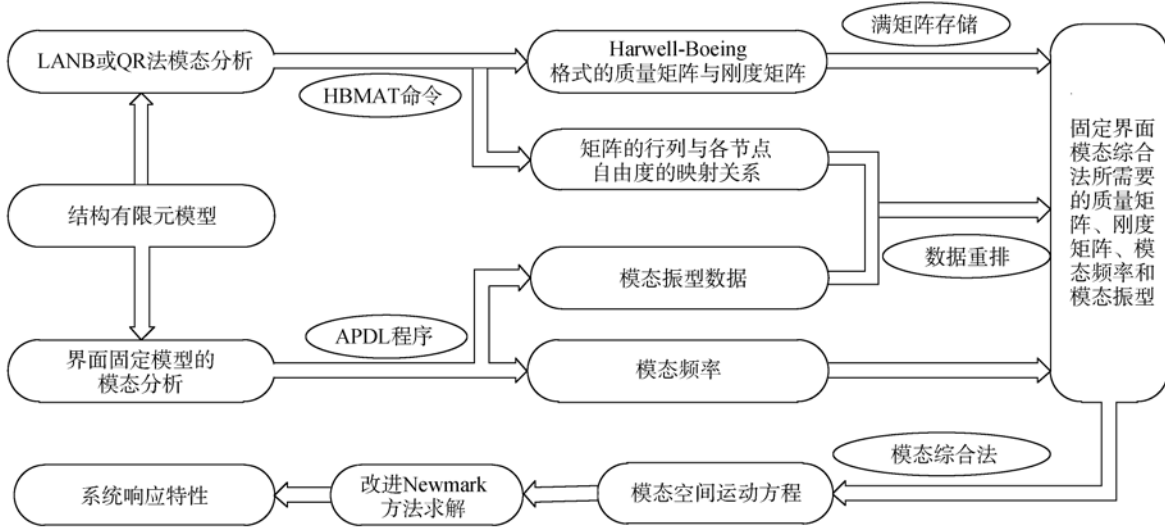 LANB或QR法模态分析
HBMAT命令
Harwell-Boeing
格式的质量矩阵与刚度矩阵
满矩阵存储
矩阵的行列与各节点
自由度的映射关系
结构有限元模型
模态振型数据
数据重排
固定界面
模态综合
法所需要
的质量矩
阵、刚度
矩阵、模
态频率和
模态振型
界面固定模型的
模态分析
APDL程序
模态频率
模态综合法
模态空间运动方程
改进Newmark
方法求解
系统响应特性